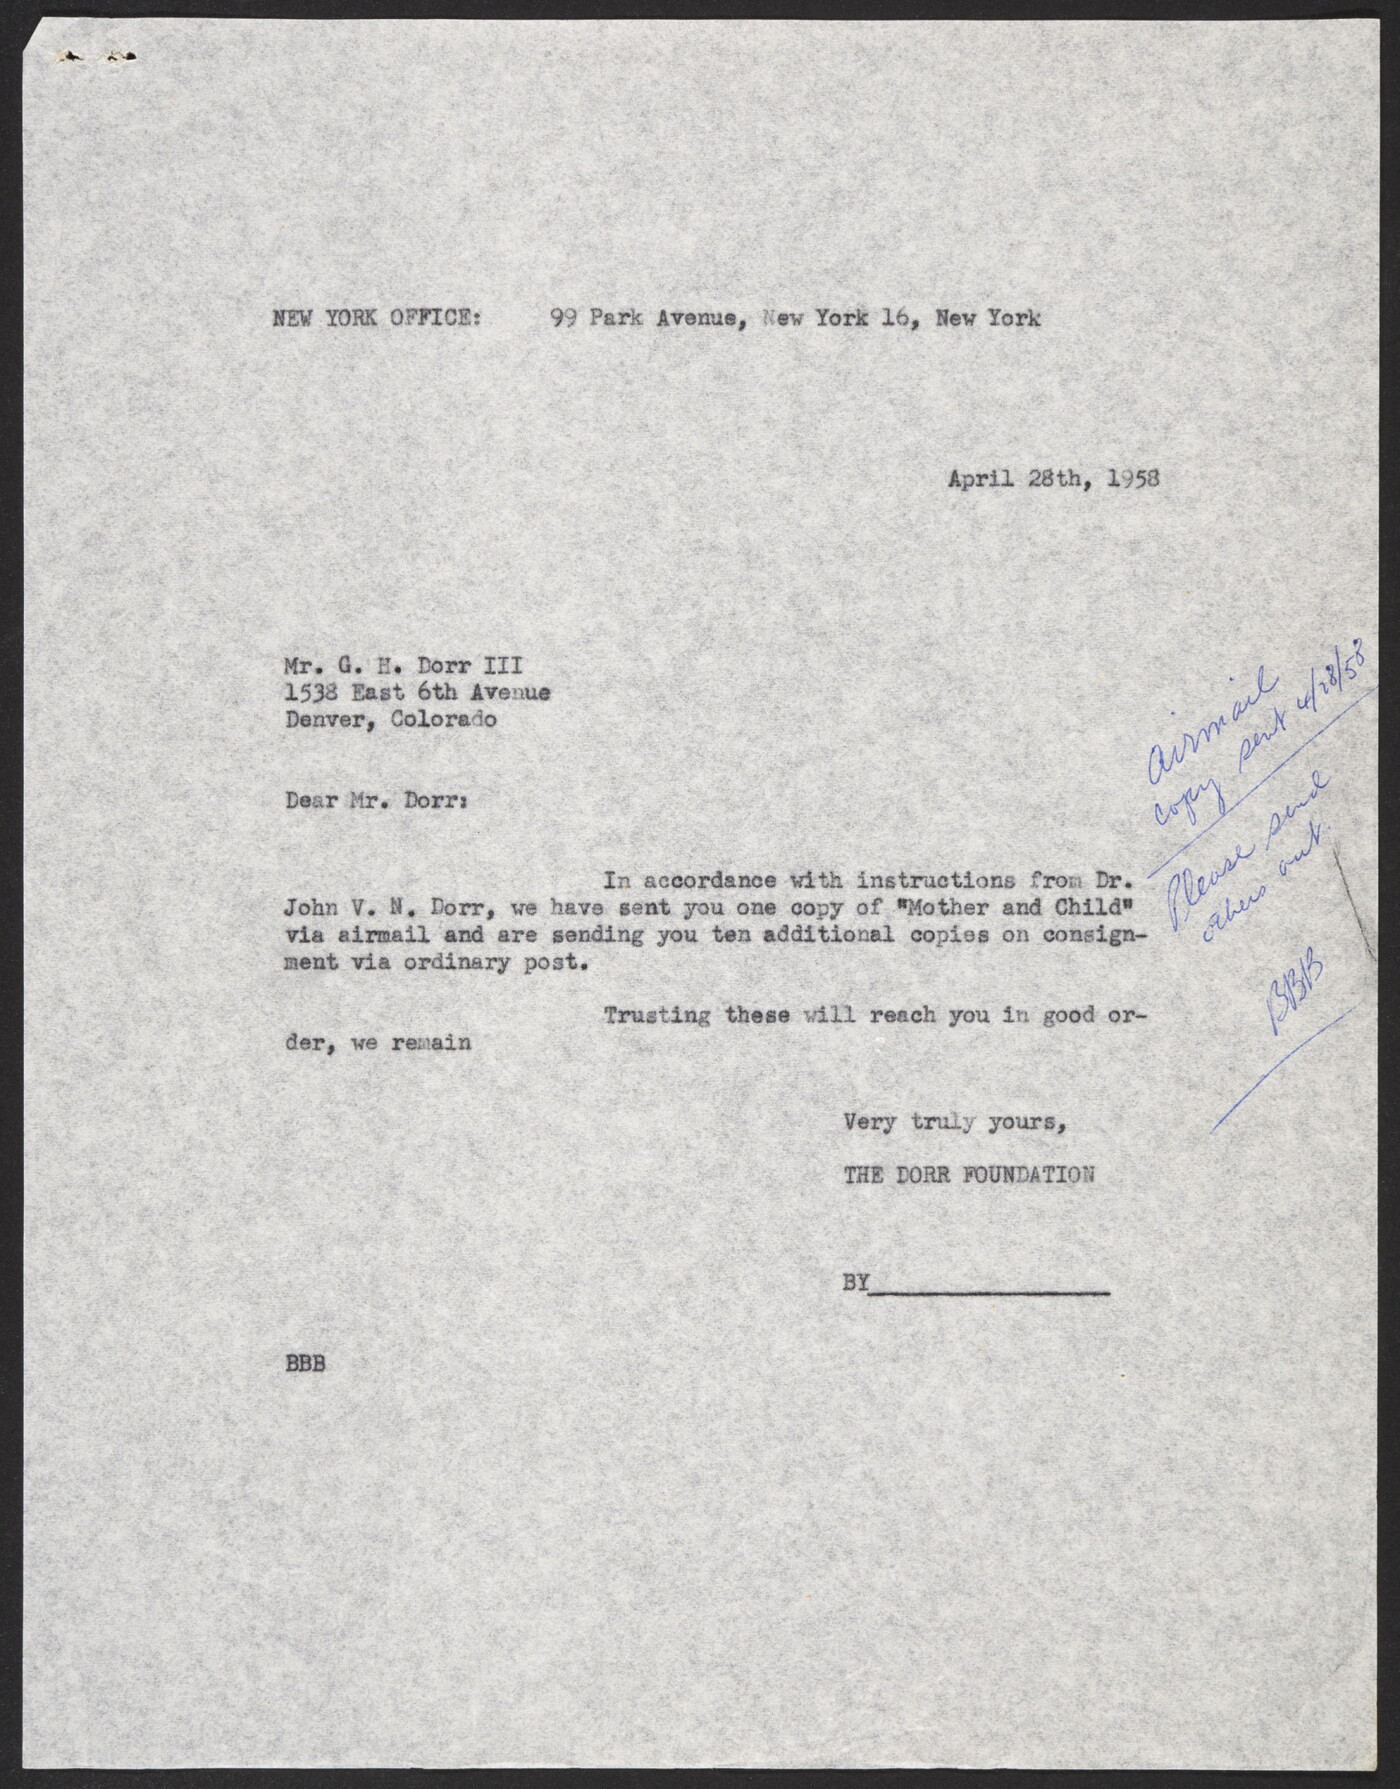 NEW YORK OFFICE: 99 Park Avenue, New York 16, New York
April 28th, 1958
Mr. G. H. Dorr III
1538 East 6th Avenue
Denver, Colorado
Dear Mr. Dorr:
In accordance with instructions from Dr.
John V. N. Dorr, we have sent you one copy of "Mother and Child"
via airmail and are sending you ten additional copies on consign-
ment via ordinary post.
Trusting these will reach you in good or-
der, we remain
Very truly yours,
THE DORR FOUNDATION
BY
BBB
airmail
copy sent 4/28/58
Please send
others out.
BBB